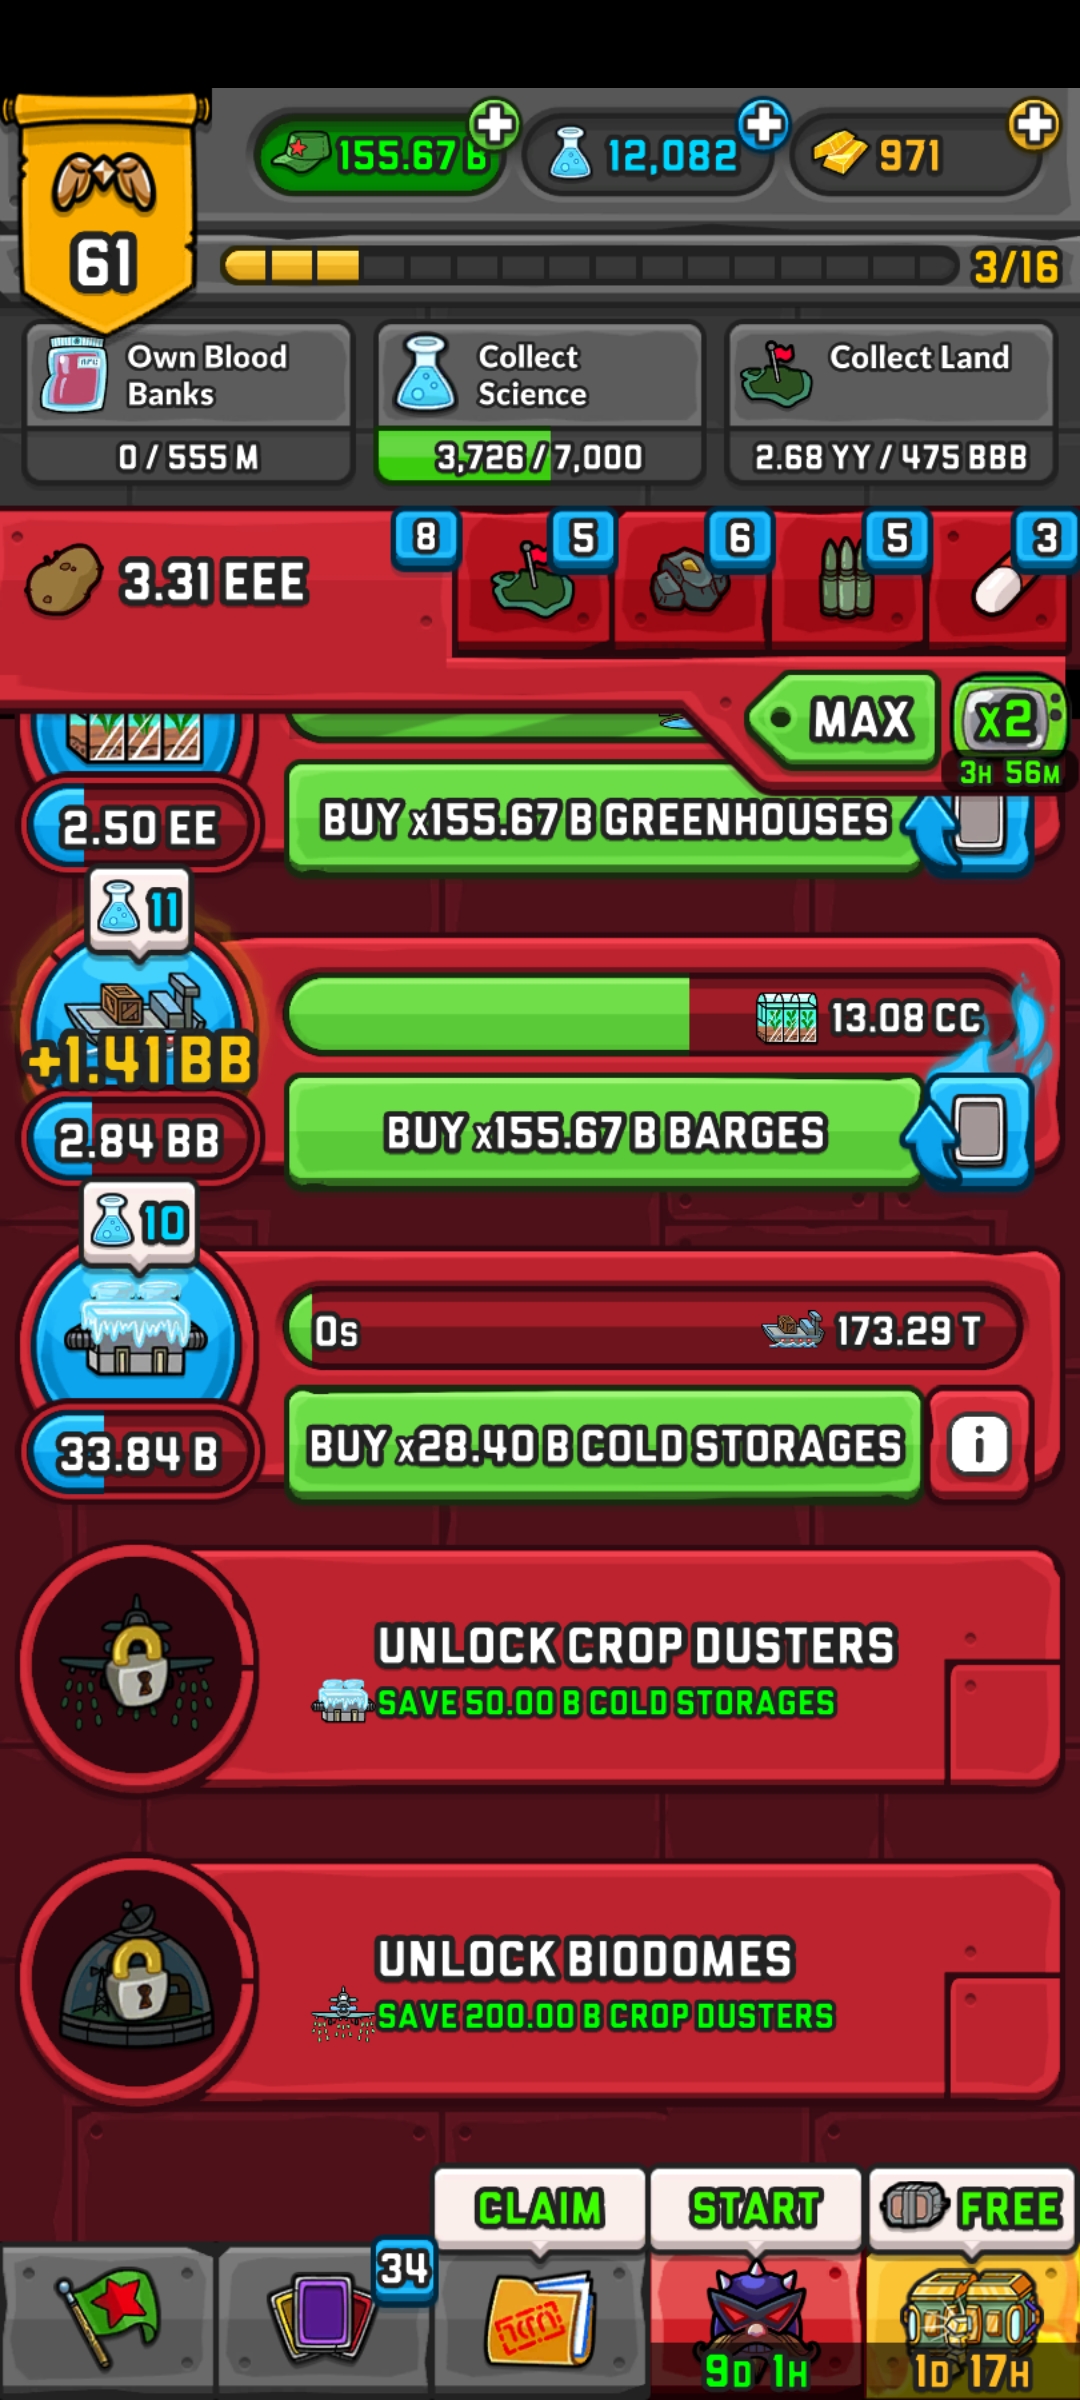 155.67 B
12,082
971
61
3/16
Own Blood
Banks
0 / 555 M
Collect
Science
3,726 / 7,000
Collect Land
2.68 YY / 475 BBB
3.31 EEE
8
5
6
5
3
MAX
x2
3H 56M
2.50 EE
BUY x155.67 B GREENHOUSES
11
+1.41 BB
13.08 CC
2.84 BB
BUY x155.67 B BARGES
10
0s
173.29 T
33.84 B
BUY x28.40 B COLD STORAGES
i
UNLOCK CROP DUSTERS
SAVE 50.00 B COLD STORAGES
UNLOCK BIODOMES
SAVE 200.00 B CROP DUSTERS
CLAIM
START
FREE
34
9D 1H
1D 17H